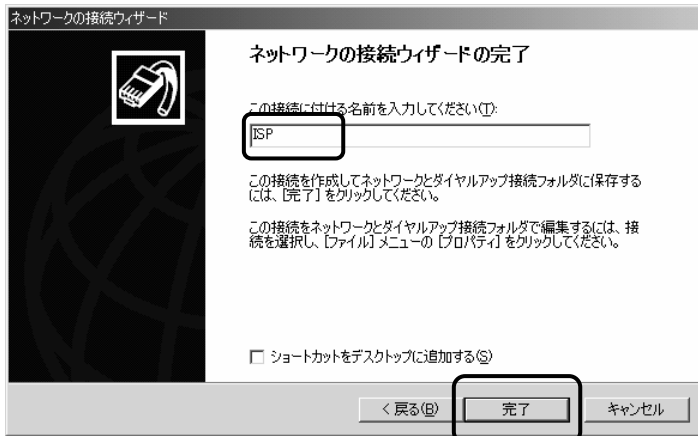 ネットワークの接続ウィザード
ネットワークの接続ウィザードの完了
この接続に付ける名前を入力してください(T):
ISP
この接続を作成してネットワークとダイヤルアップ接続フォルダに保存する
には、[完了] をクリックしてください。
この接続をネットワークとダイヤルアップ接続フォルダで編集するには、接
続を選択し、[ファイル] メニューの [プロパティ] をクリックしてください。
ショートカットをデスクトップに追加する(S)
< 戻る(B)
完了
キャンセル